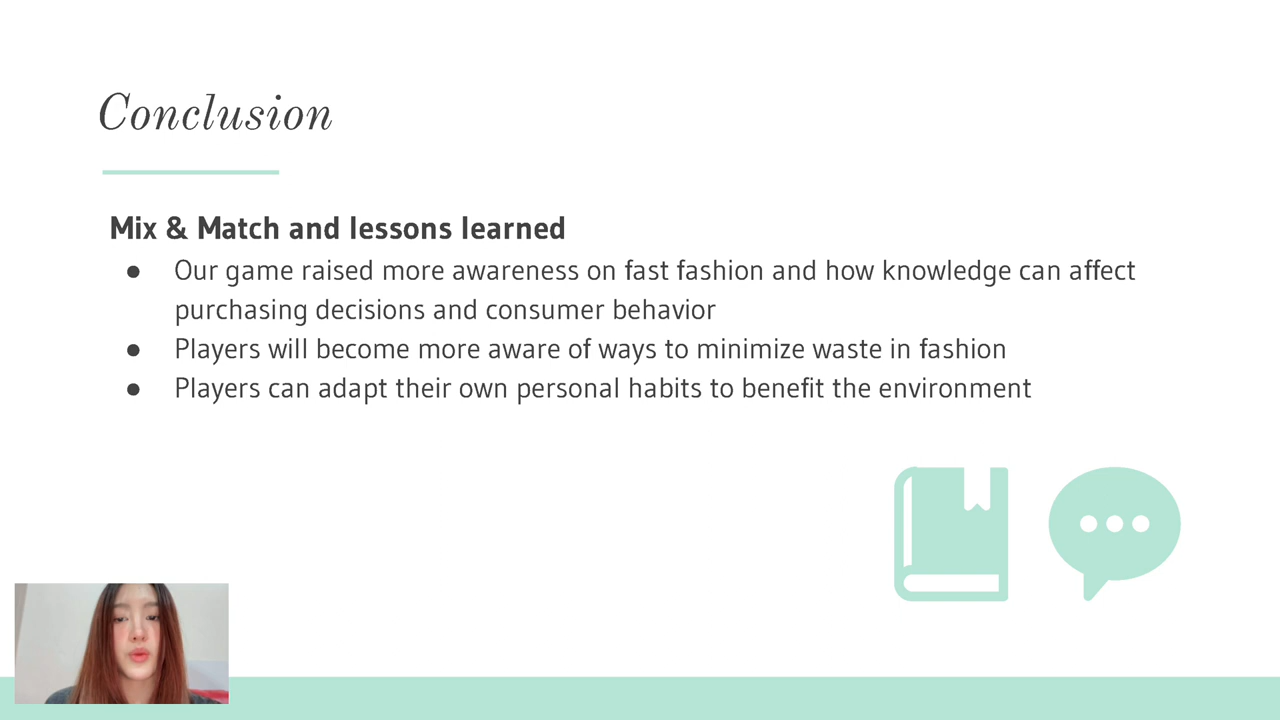 Conclusion
Mix & Match and lessons learned
● Our game raised more awareness on fast fashion and how knowledge can affect
purchasing decisions and consumer behavior
● Players will become more aware of ways to minimize waste in fashion
● Players can adapt their own personal habits to benefit the environment